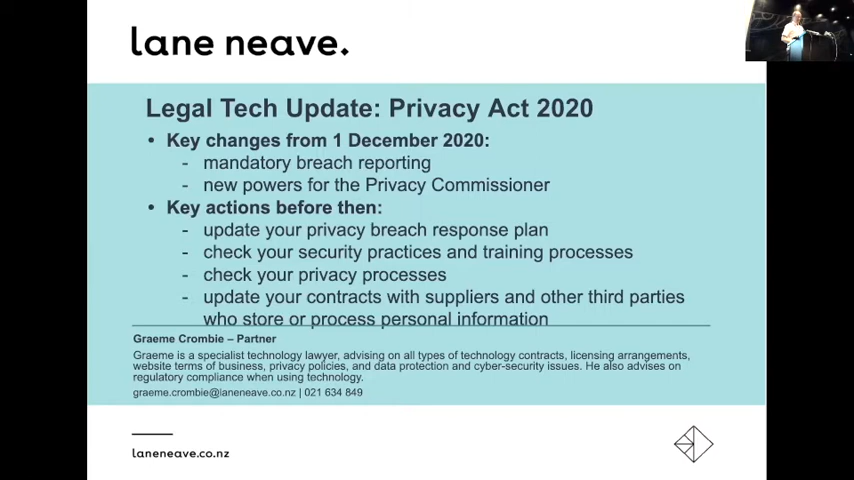 lane neave.
Legal Tech Update: Privacy Act 2020
• Key changes from 1 December 2020:
- mandatory breach reporting
- new powers for the Privacy Commissioner
• Key actions before then:
- update your privacy breach response plan
- check your security practices and training processes
- check your privacy processes
- update your contracts with suppliers and other third parties
who store or process personal information
Graeme Crombie – Partner
Graeme is a specialist technology lawyer, advising on all types of technology contracts, licensing arrangements,
website terms of business, privacy policies, and data protection and cyber-security issues. He also advises on
regulatory compliance when using technology.
graeme.crombie@laneneave.co.nz | 021 634 849
laneneave.co.nz